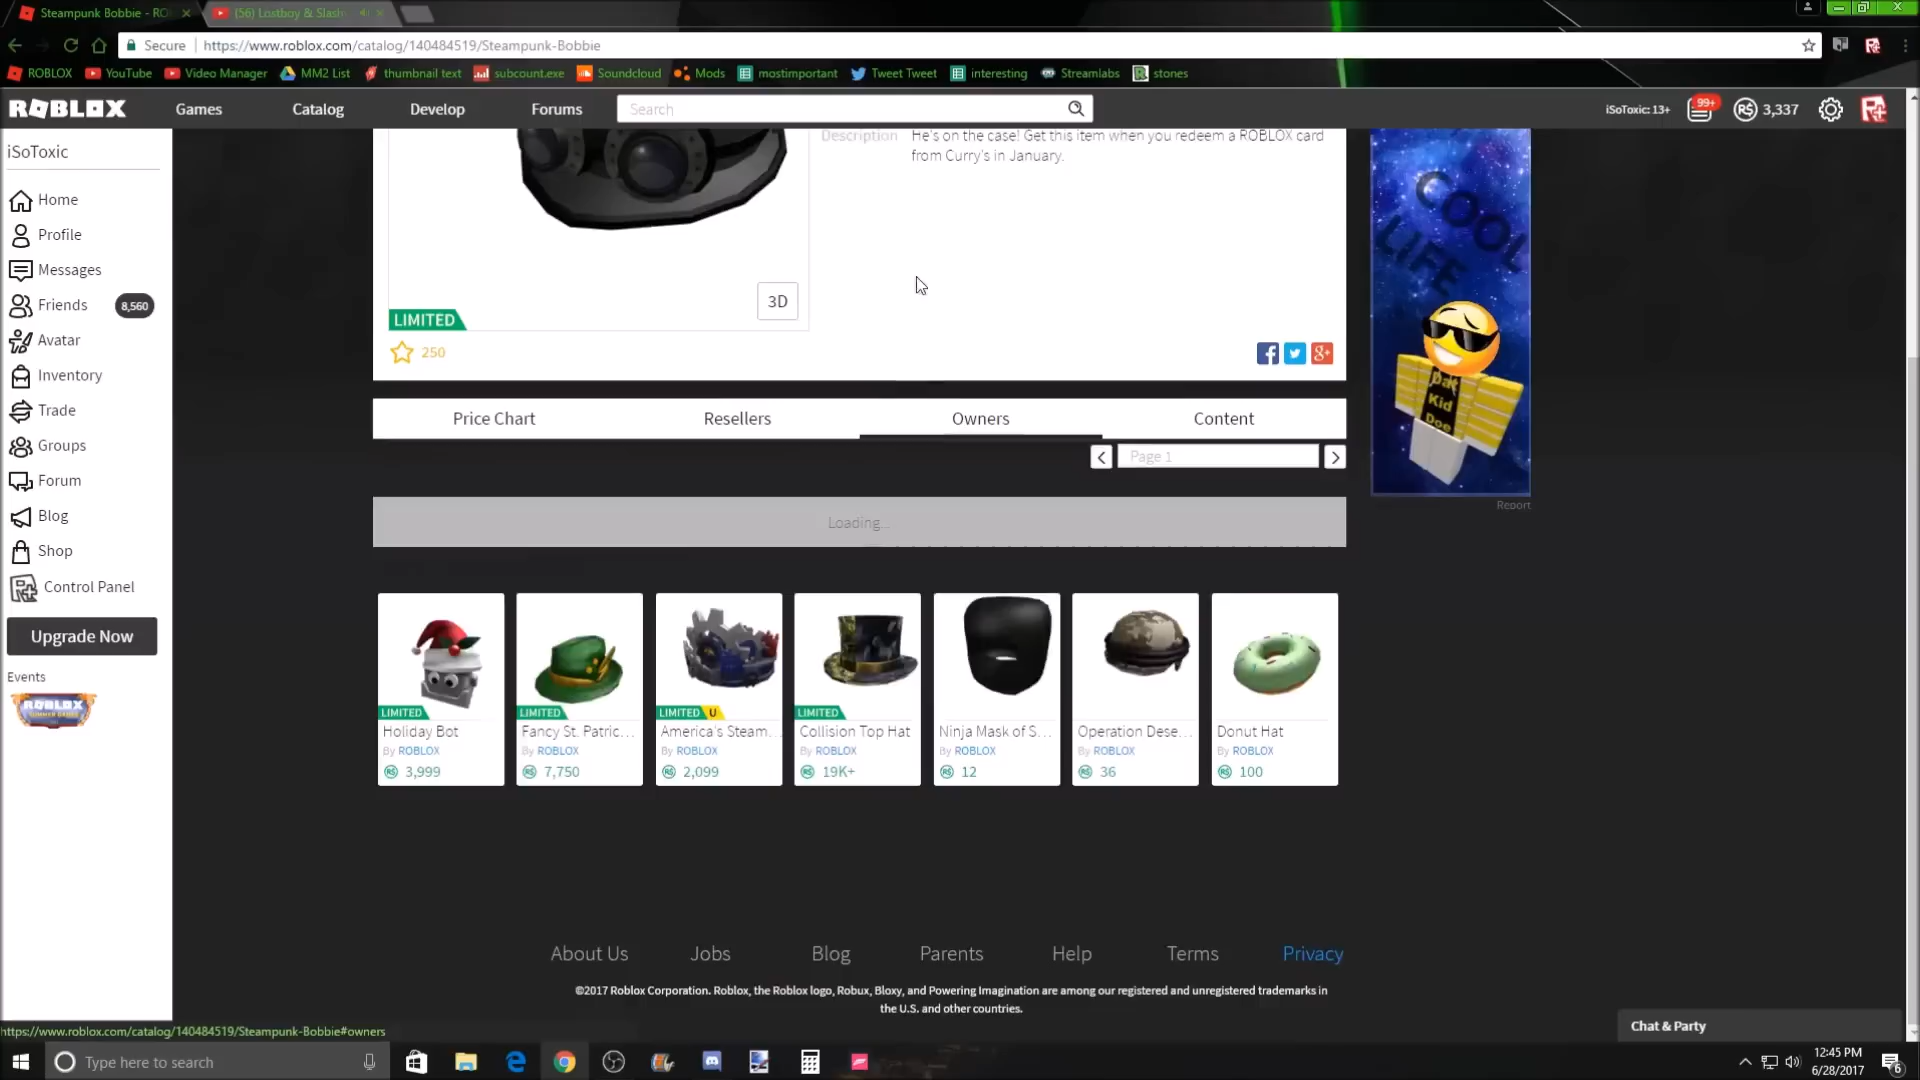 Steampunk Bobbie - RO
(56) Lostboy & Slash
Secure
https://www.roblox.com/catalog/140484519/Steampunk-Bobbie
ROBLOX
YouTube
Video Manager
MM2 List
thumbnail text
subcount.exe
Soundcloud
Mods
mostimportant
Tweet Tweet
interesting
Streamlabs
stones
ROBLOX
Games
Catalog
Develop
Forums
Search
iSoToxic: 13+
99+
3,337
iSoToxic
Home
Profile
Messages
Friends
8,560
Avatar
Inventory
Trade
Groups
Forum
Blog
Shop
Control Panel
Upgrade Now
Events
ROBLOX
SUMMER GAMES
Description
He's on the case! Get this item when you redeem a ROBLOX card
from Curry's in January.
3D
LIMITED
250
COOL
LIFE
Dat
Kid
Doe
Report
Price Chart
Resellers
Owners
Content
Page 1
Loading...
LIMITED
Holiday Bot
By ROBLOX
3,999
LIMITED
Fancy St. Patric...
By ROBLOX
7,750
LIMITED U
America's Steam...
By ROBLOX
2,099
LIMITED
Collision Top Hat
By ROBLOX
19K+
Ninja Mask of S...
By ROBLOX
12
Operation Dese...
By ROBLOX
36
Donut Hat
By ROBLOX
100
About Us
Jobs
Blog
Parents
Help
Terms
Privacy
©2017 Roblox Corporation. Roblox, the Roblox logo, Robux, Bloxy, and Powering Imagination are among our registered and unregistered trademarks in
the U.S. and other countries.
https://www.roblox.com/catalog/140484519/Steampunk-Bobbie#owners
Chat & Party
Type here to search
12:45 PM
6/28/2017
6